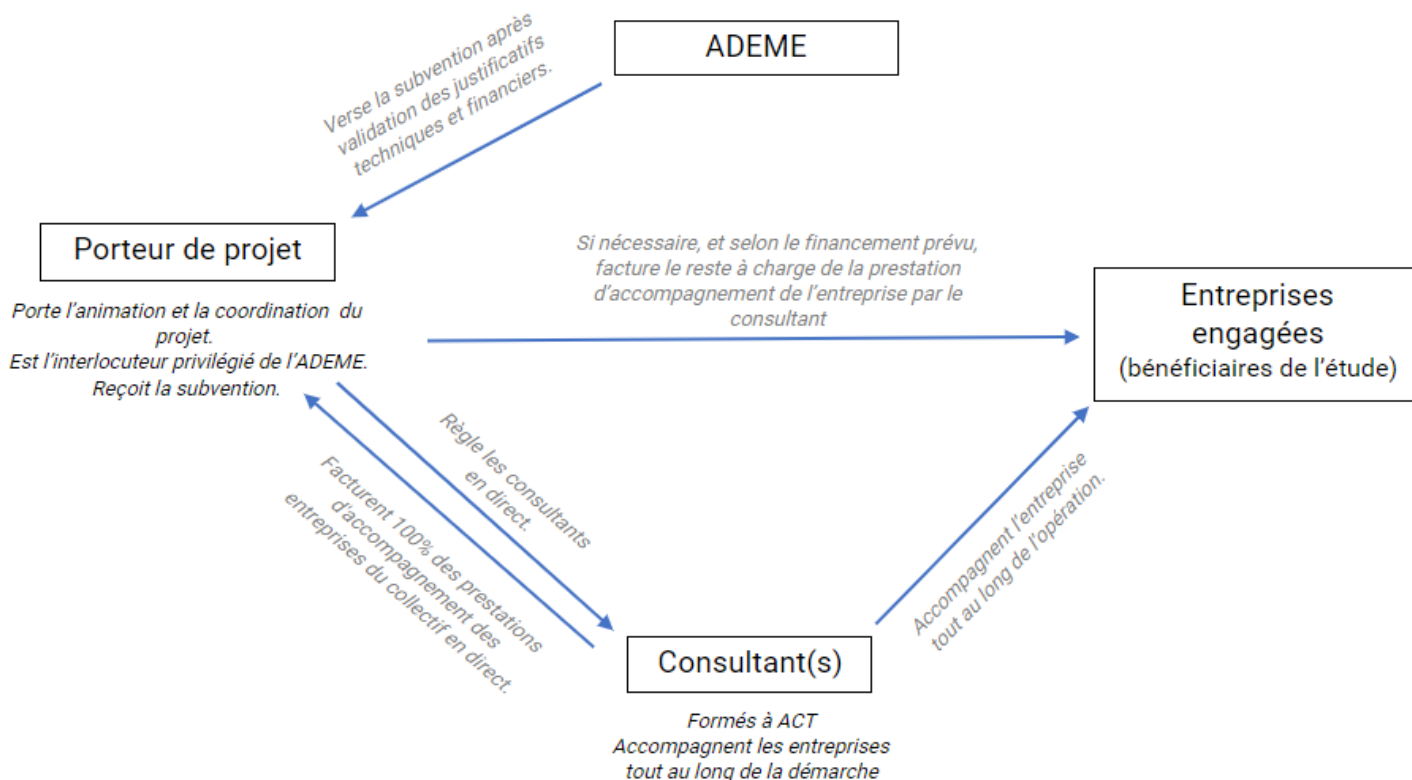 ADEME
Verse la subvention après
validation des justificatifs
techniques et financiers.
Porteur de projet
Porte l’animation et la coordination du
projet.
Est l’interlocuteur privilégié de l’ADEME.
Reçoit la subvention.
Si nécessaire, et selon le financement prévu,
facture le reste à charge de la prestation
d’accompagnement de l’entreprise par le
consultant
Entreprises
engagées
(bénéficiaires de l’étude)
Règle les consultants
en direct.
Facturent 100% des prestations
d’accompagnement des
entreprises du collectif en direct.
Accompagnent l’entreprise
tout au long de l’opération.
Consultant(s)
Formés à ACT
Accompagnent les entreprises
tout au long de la démarche